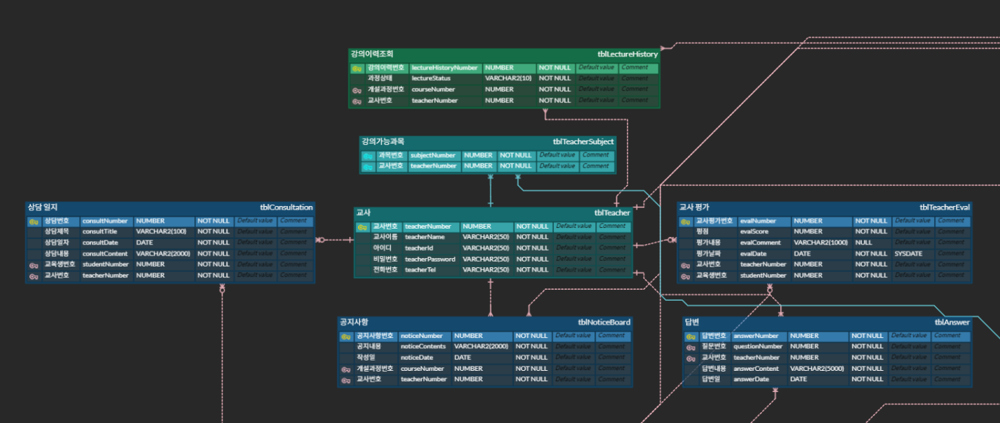 강의이력조회 tblLectureHistory
강의이력번호 lectureHistoryNumber NUMBER NOT NULL Default value Comment
과정상태 lectureStatus VARCHAR2(10) NOT NULL Default value Comment
개설과정번호 courseNumber NUMBER NOT NULL Default value Comment
교사번호 teacherNumber NUMBER NOT NULL Default value Comment
강의가능과목 tblTeacherSubject
과목번호 subjectNumber NUMBER NOT NULL Default value Comment
교사번호 teacherNumber NUMBER NOT NULL Default value Comment
상담 일지 tblConsultation
상담번호 consultNumber NUMBER NOT NULL Default value Comment
상담제목 consultTitle VARCHAR2(100) NOT NULL Default value Comment
상담일자 consultDate DATE NOT NULL Default value Comment
상담내용 consultContent VARCHAR2(2000) NOT NULL Default value Comment
교육생번호 studentNumber NUMBER NOT NULL Default value Comment
교사번호 teacherNumber NUMBER NOT NULL Default value Comment
교사 tblTeacher
교사번호 teacherNumber NUMBER NOT NULL Default value Comment
교사이름 teacherName VARCHAR2(50) NOT NULL Default value Comment
아이디 teacherId VARCHAR2(50) NOT NULL Default value Comment
비밀번호 teacherPassword VARCHAR2(50) NOT NULL Default value Comment
전화번호 teacherTel VARCHAR2(50) NOT NULL Default value Comment
교사 평가 tblTeacherEval
교사평가번호 evalNumber NUMBER NOT NULL Default value Comment
평점 evalScore NUMBER NOT NULL Default value Comment
평가내용 evalComment VARCHAR2(1000) NULL Default value Comment
평가날짜 evalDate DATE NOT NULL SYSDATE Comment
교사번호 teacherNumber NUMBER NOT NULL Default value Comment
교육생번호 studentNumber NUMBER NOT NULL Default value Comment
공지사항 tblNoticeBoard
공지사항번호 noticeNumber NUMBER NOT NULL Default value Comment
공지내용 noticeContents VARCHAR2(2000) NOT NULL Default value Comment
작성일 noticeDate DATE NOT NULL Default value Comment
개설과정번호 courseNumber NUMBER NOT NULL Default value Comment
교사번호 teacherNumber NUMBER NOT NULL Default value Comment
답변 tblAnswer
답변번호 answerNumber NUMBER NOT NULL Default value Comment
질문번호 questionNumber NUMBER NOT NULL Default value Comment
교사번호 teacherNumber NUMBER NOT NULL Default value Comment
답변내용 answerContent VARCHAR2(5000) NOT NULL Default value Comment
답변일 answerDate DATE NOT NULL Default value Comment